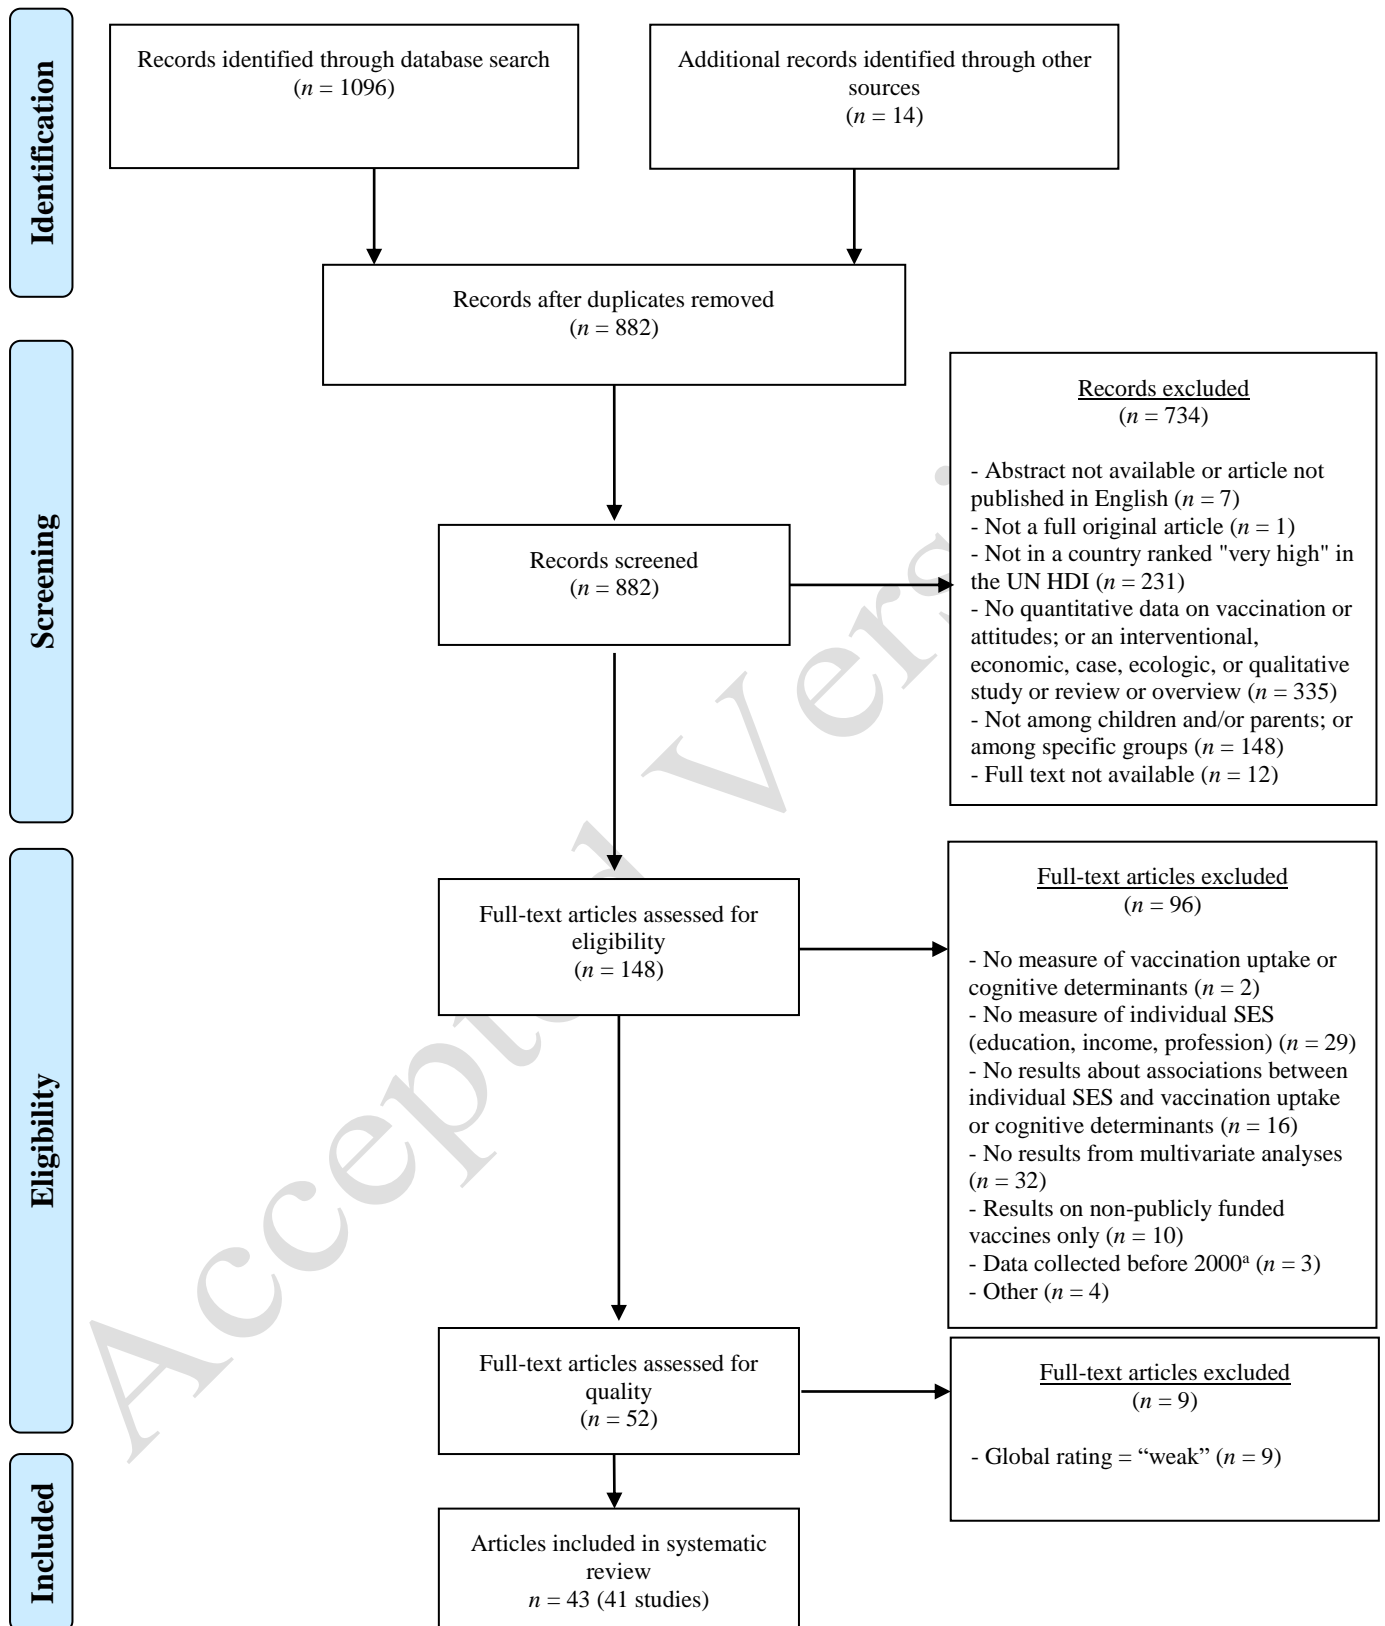 Identification
Records identified through database search
(n = 1096)
Additional records identified through other
sources
(n = 14)
Records after duplicates removed
(n = 882)
Screening
Records screened
(n = 882)
Records excluded
(n = 734)
- Abstract not available or article not
published in English (n = 7)
- Not a full original article (n = 1)
- Not in a country ranked "very high" in
the UN HDI (n = 231)
- No quantitative data on vaccination or
attitudes; or an interventional,
economic, case, ecologic, or qualitative
study or review or overview (n = 335)
- Not among children and/or parents; or
among specific groups (n = 148)
- Full text not available (n = 12)
Eligibility
Full-text articles assessed for
eligibility
(n = 148)
Full-text articles excluded
(n = 96)
- No measure of vaccination uptake or
cognitive determinants (n = 2)
- No measure of individual SES
(education, income, profession) (n = 29)
- No results about associations between
individual SES and vaccination uptake
or cognitive determinants (n = 16)
- No results from multivariate analyses
(n = 32)
- Results on non-publicly funded
vaccines only (n = 10)
- Data collected before 2000ᵃ (n = 3)
- Other (n = 4)
Full-text articles assessed for
quality
(n = 52)
Full-text articles excluded
(n = 9)
- Global rating = “weak” (n = 9)
Included
Articles included in systematic
review
n = 43 (41 studies)
Accepted Versi